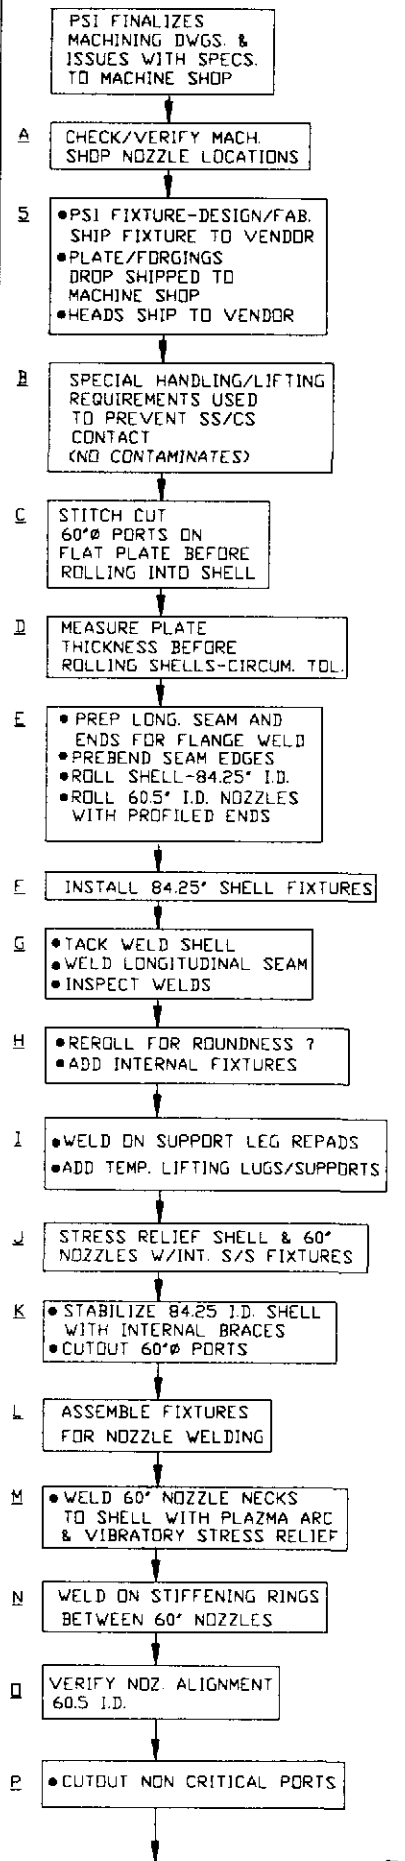 PSI FINALIZES
MACHINING DWGS. &
ISSUES WITH SPECS.
TO MACHINE SHOP
A
CHECK/VERIFY MACH.
SHOP NOZZLE LOCATIONS
5
•PSI FIXTURE-DESIGN/FAB.
SHIP FIXTURE TO VENDOR
•PLATE/FORGINGS
DROP SHIPPED TO
MACHINE SHOP
•HEADS SHIP TO VENDOR
B
SPECIAL HANDLING/LIFTING
REQUIREMENTS USED
TO PREVENT SS/CS
CONTACT
(NO CONTAMINATES)
C
STITCH CUT
60"ø PORTS ON
FLAT PLATE BEFORE
ROLLING INTO SHELL
D
MEASURE PLATE
THICKNESS BEFORE
ROLLING SHELLS-CIRCUM. TOL.
E
• PREP LONG. SEAM AND
ENDS FOR FLANGE WELD
•PREBEND SEAM EDGES
•ROLL SHELL-84.25" I.D.
•ROLL 60.5" I.D. NOZZLES
WITH PROFILED ENDS
F
INSTALL 84.25" SHELL FIXTURES
G
•TACK WELD SHELL
•WELD LONGITUDINAL SEAM
•INSPECT WELDS
H
•REROLL FOR ROUNDNESS ?
•ADD INTERNAL FIXTURES
I
•WELD ON SUPPORT LEG REPADS
•ADD TEMP. LIFTING LUGS/SUPPORTS
J
STRESS RELIEF SHELL & 60"
NOZZLES W/INT. S/S FIXTURES
K
•STABILIZE 84.25 I.D. SHELL
WITH INTERNAL BRACES
•CUTOUT 60"ø PORTS
L
ASSEMBLE FIXTURES
FOR NOZZLE WELDING
M
•WELD 60" NOZZLE NECKS
TO SHELL WITH PLAZMA ARC
& VIBRATORY STRESS RELIEF
N
WELD ON STIFFENING RINGS
BETWEEN 60" NOZZLES
O
VERIFY NOZ. ALIGNMENT
60.5 I.D.
P
•CUTOUT NON CRITICAL PORTS